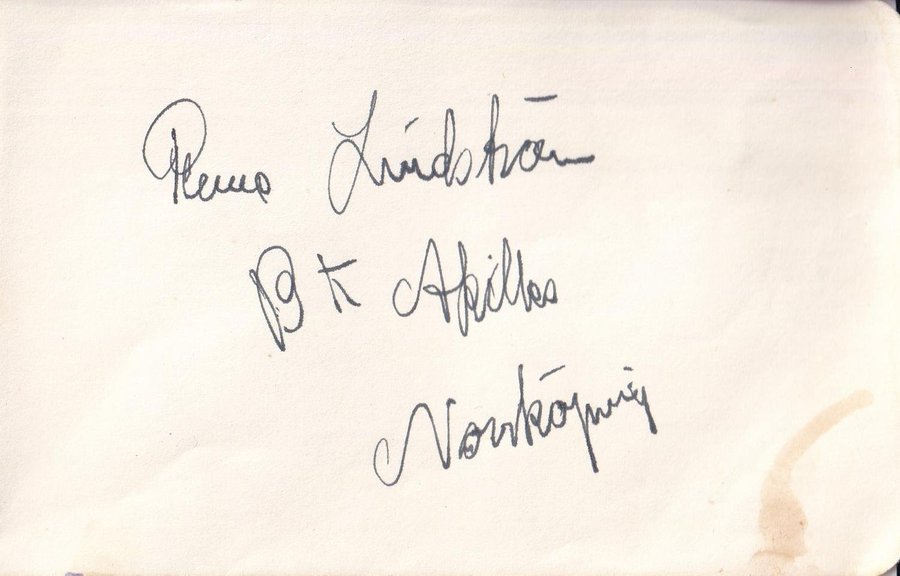 Lindström
BK Akilles
Norrköping